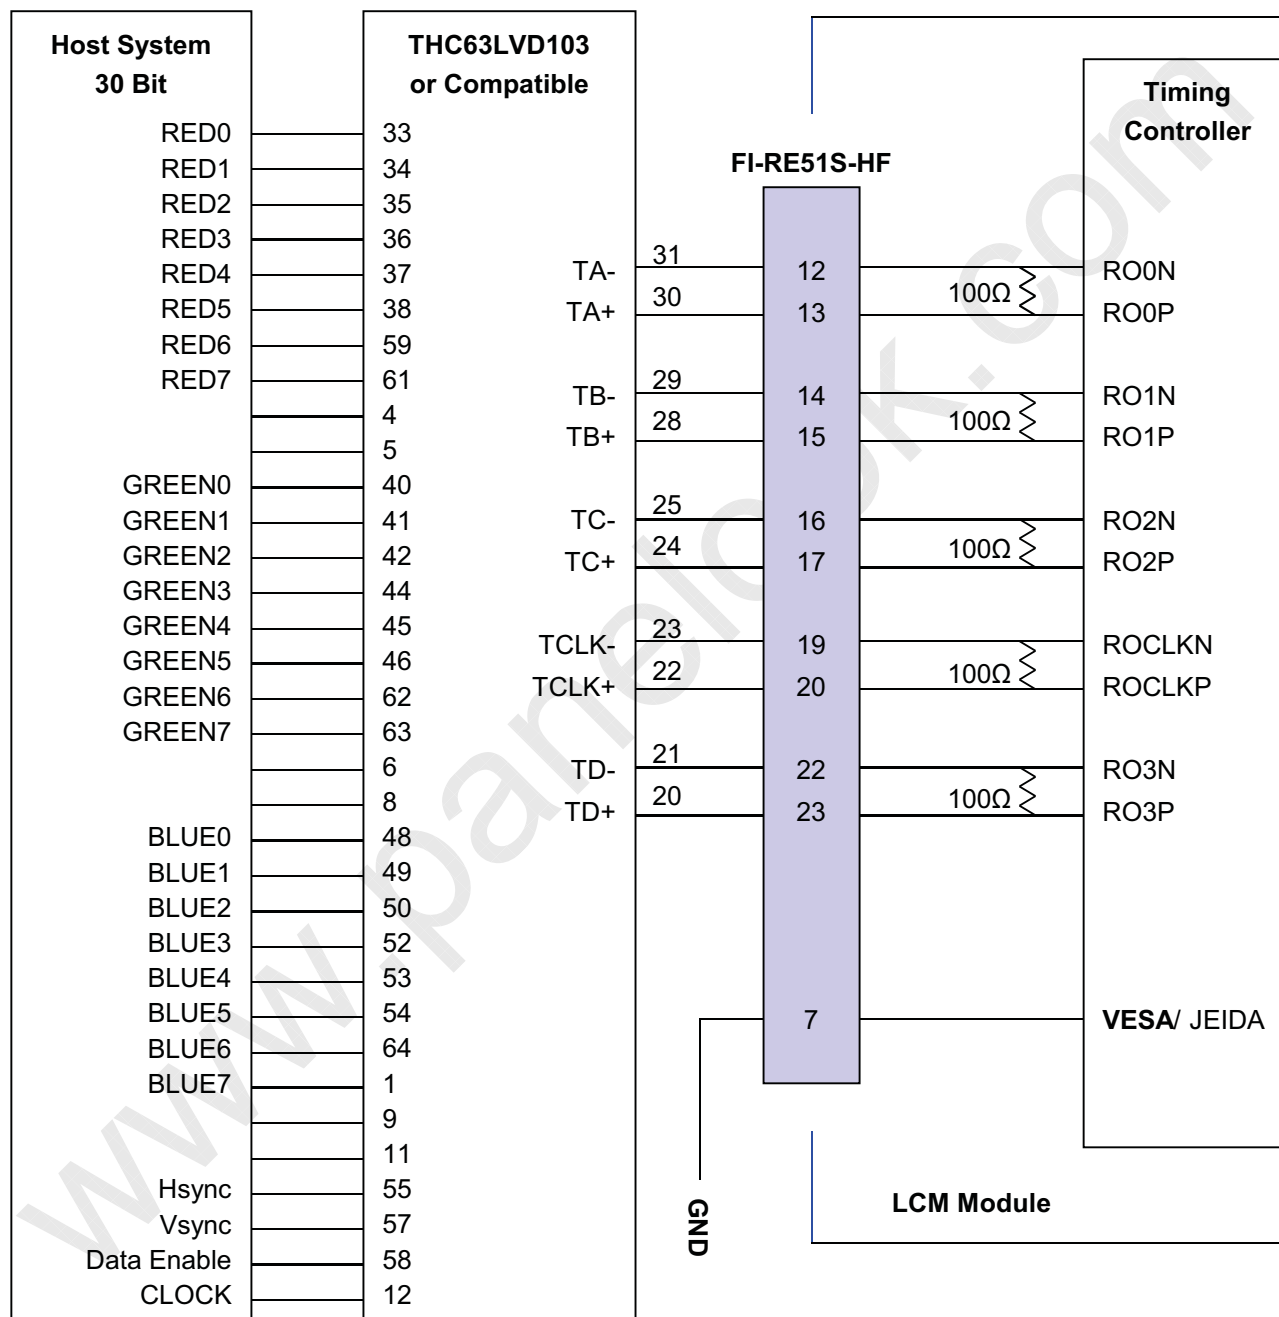 Host System
30 Bit
RED0
RED1
RED2
RED3
RED4
RED5
RED6
RED7
GREEN0
GREEN1
GREEN2
GREEN3
GREEN4
GREEN5
GREEN6
GREEN7
BLUE0
BLUE1
BLUE2
BLUE3
BLUE4
BLUE5
BLUE6
BLUE7
Hsync
Vsync
Data Enable
CLOCK
THC63LVD103
or Compatible
33
34
35
36
37
38
59
61
4
5
40
41
42
44
45
46
62
63
6
8
48
49
50
52
53
54
64
1
9
11
55
57
58
12
TA-
TA+
TB-
TB+
TC-
TC+
TCLK-
TCLK+
TD-
TD+
31
30
29
28
25
24
23
22
21
20
FI-RE51S-HF
12
13
14
15
16
17
19
20
22
23
7
GND
100Ω
100Ω
100Ω
100Ω
100Ω
Timing
Controller
RO0N
RO0P
RO1N
RO1P
RO2N
RO2P
ROCLKN
ROCLKP
RO3N
RO3P
VESA/ JEIDA
LCM Module
www.panelook.com